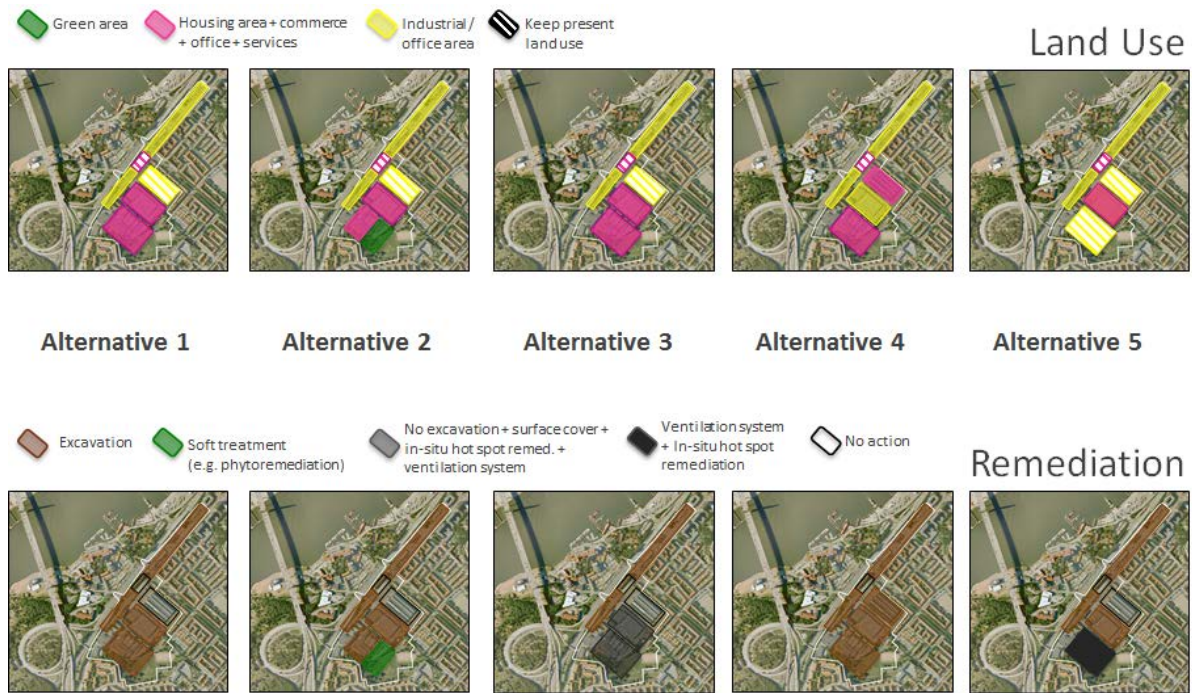 Green area
Housing area + commerce
+ office + services
Industrial/
office area
Keep present
land use
Land Use
Alternative 1
Alternative 2
Alternative 3
Alternative 4
Alternative 5
Excavation
Soft treatment
(e.g. phytoremediation)
No excavation + surface cover +
in-situ hot spot remed. +
ventilation system
Ventilation system
+ In-situ hot spot
remediation
No action
Remediation